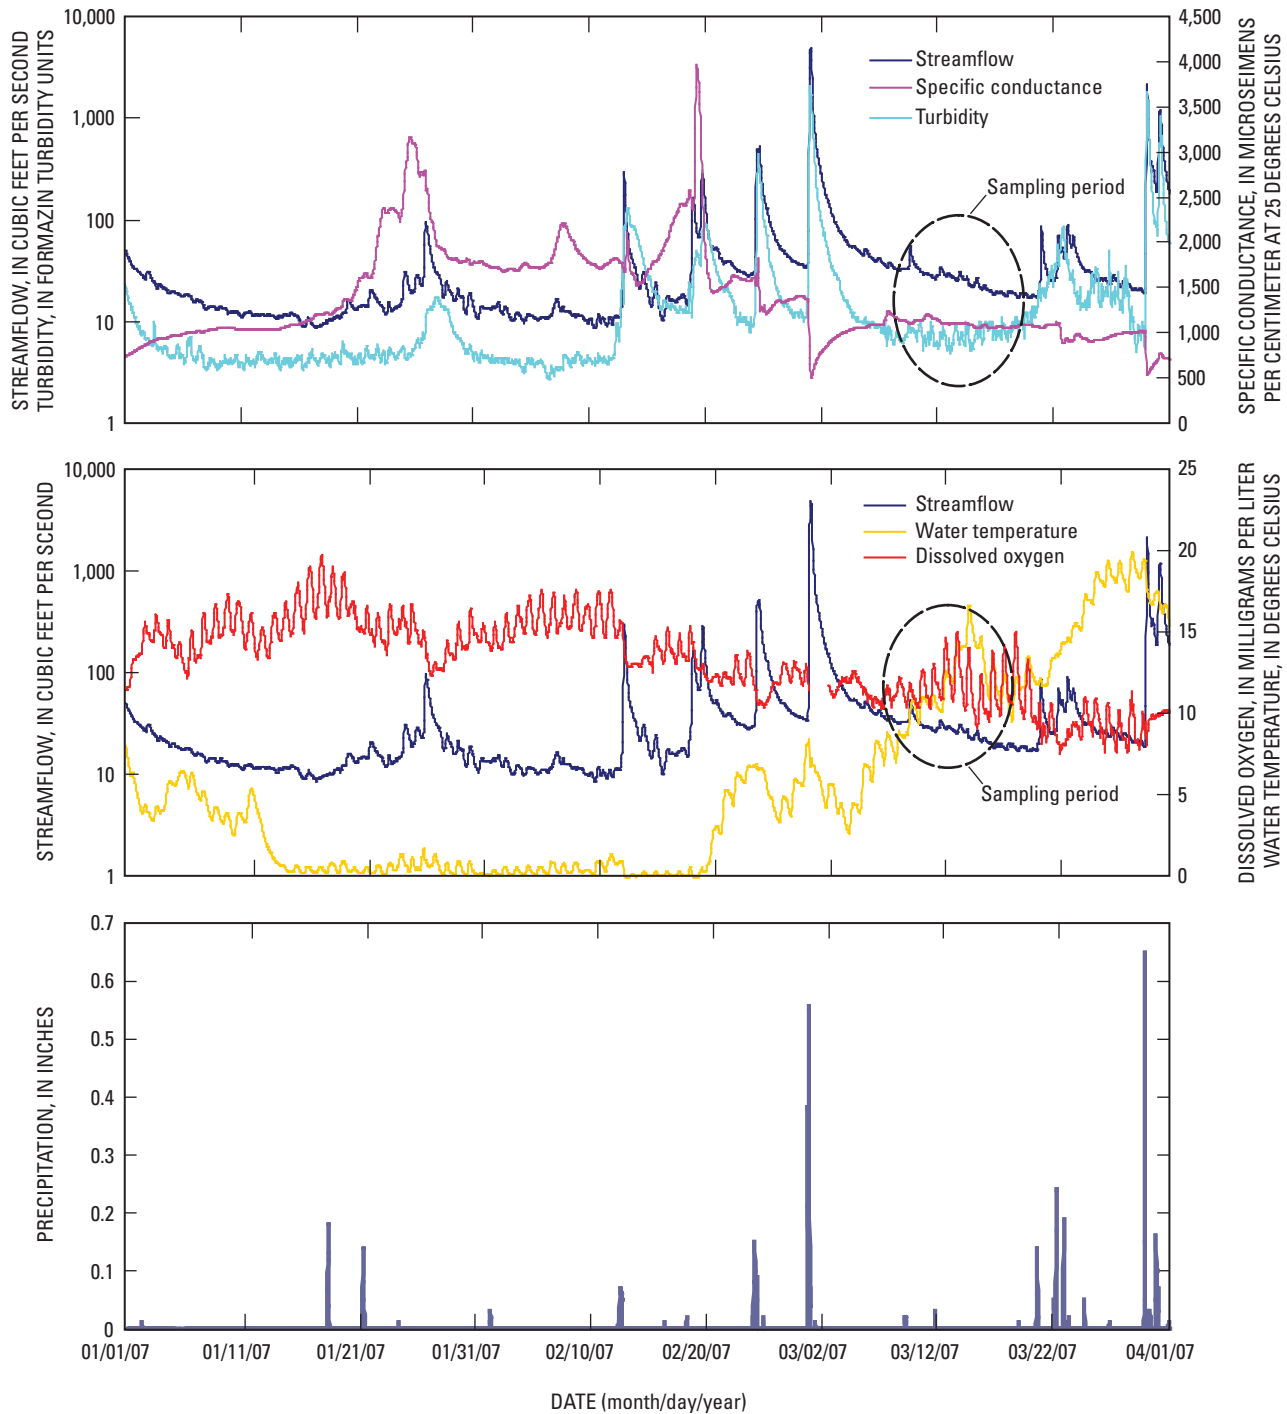 STREAMFLOW, IN CUBIC FEET PER SECOND
TURBIDITY, IN FORMAZIN TURBIDITY UNITS
10,000
1,000
100
10
1
Streamflow
Specific conductance
Turbidity
Sampling period
4,500
4,000
3,500
3,000
2,500
2,000
1,500
1,000
500
0
SPECIFIC CONDUCTANCE, IN MICROSEIMENS
PER CENTIMETER AT 25 DEGREES CELSIUS
STREAMFLOW, IN CUBIC FEET PER SCEOND
10,000
1,000
100
10
1
Streamflow
Water temperature
Dissolved oxygen
Sampling period
25
20
15
10
5
0
DISSOLVED OXYGEN, IN MILLIGRAMS PER LITER
WATER TEMPERATURE, IN DEGREES CELSIUS
PRECIPITATION, IN INCHES
0.7
0.6
0.5
0.4
0.3
0.2
0.1
0
01/01/07 01/11/07 01/21/07 01/31/07 02/10/07 02/20/07 03/02/07 03/12/07 03/22/07 04/01/07
DATE (month/day/year)